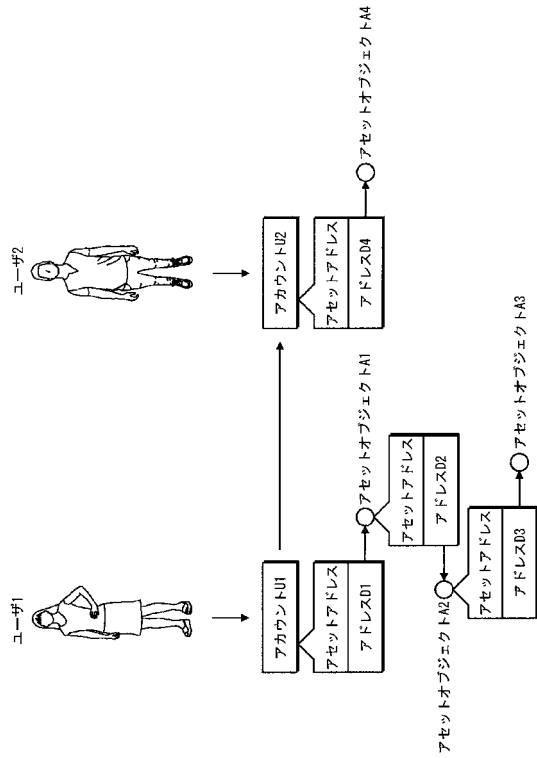 ユーザ1
ユーザ2
アカウントU1
アセットアドレス
アドレスD1
アカウントU2
アセットアドレス
アドレスD4
アセットオブジェクトA4
アセットオブジェクトA1
アセットアドレス
アドレスD2
アセットオブジェクトA2
アセットアドレス
アドレスD3
アセットオブジェクトA3